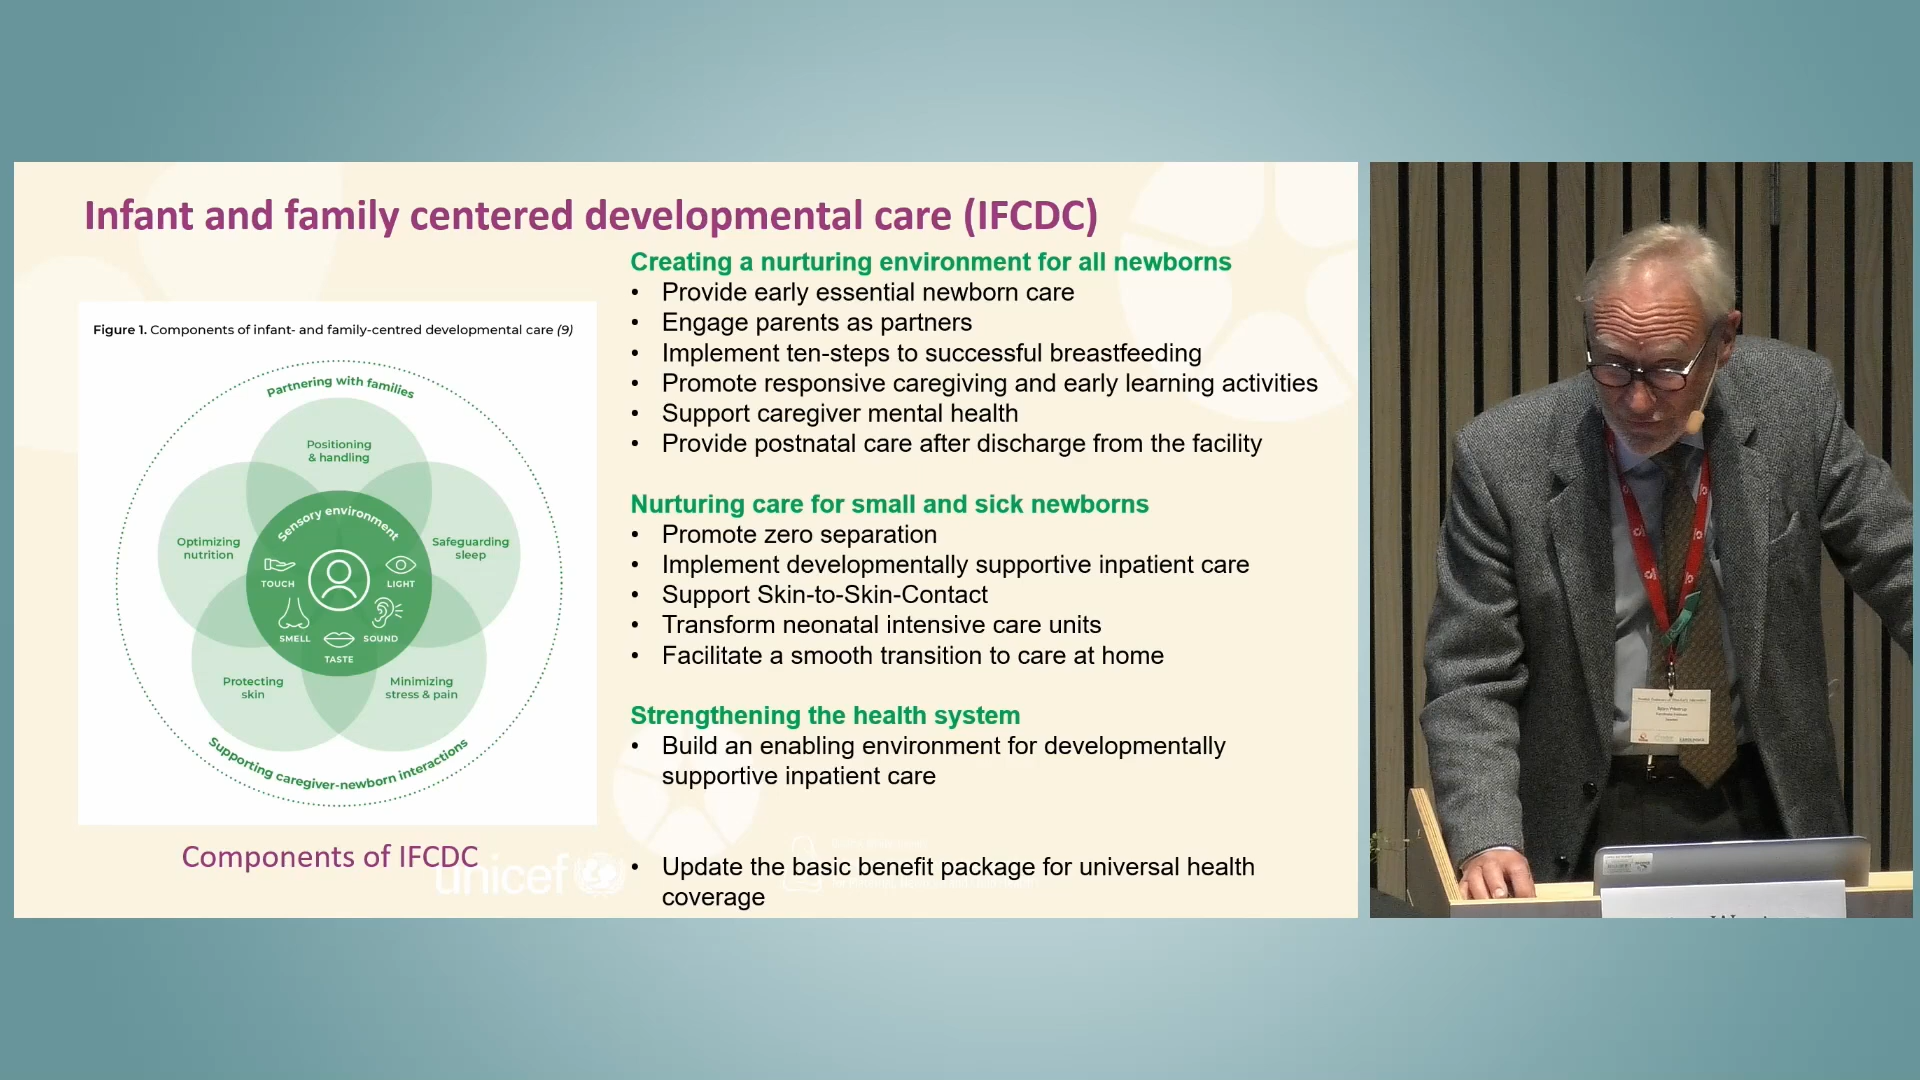 Infant and family centered developmental care (IFCDC)
Figure 1. Components of infant- and family-centred developmental care (9)
Partnering with families
Positioning
& handling
Optimizing
nutrition
Sensory environment
Safeguarding
sleep
TOUCH
LIGHT
SMELL
SOUND
TASTE
Protecting
skin
Minimizing
stress & pain
Supporting caregiver-newborn interactions
Components of IFCDC
unicef
Creating a nurturing environment for all newborns
• Provide early essential newborn care
• Engage parents as partners
• Implement ten-steps to successful breastfeeding
• Promote responsive caregiving and early learning activities
• Support caregiver mental health
• Provide postnatal care after discharge from the facility
Nurturing care for small and sick newborns
• Promote zero separation
• Implement developmentally supportive inpatient care
• Support Skin-to-Skin-Contact
• Transform neonatal intensive care units
• Facilitate a smooth transition to care at home
Strengthening the health system
• Build an enabling environment for developmentally
supportive inpatient care
• Update the basic benefit package for universal health
coverage